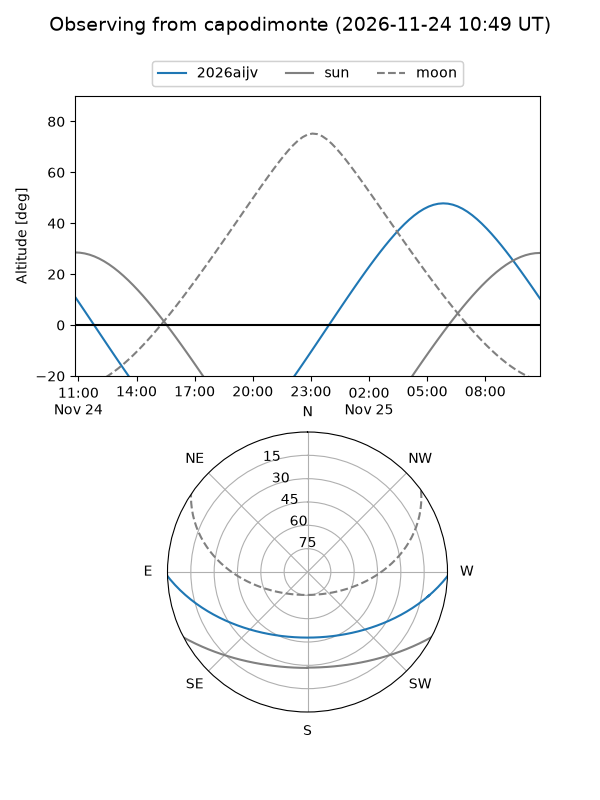 Observing from capodimonte (2026-11-24 10:49 UT)
2026aijv sun moon
Altitude [deg]
80
60
40
20
0
−20
11:00 14:00 17:00 20:00 23:00 02:00 05:00 08:00
Nov 24 Nov 25
N
NE NW
15
30
45
60
75
E W
SE SW
S